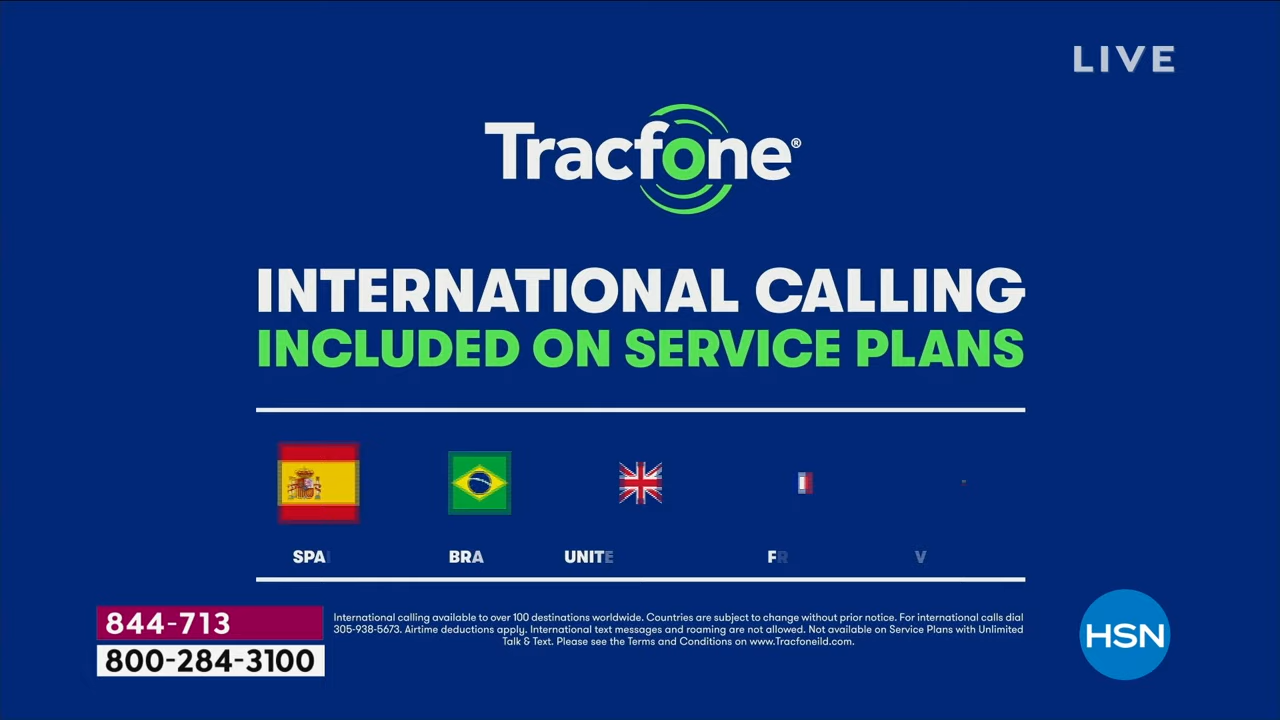 LIVE
Tracfone®
INTERNATIONAL CALLING
INCLUDED ON SERVICE PLANS
SPAI BRA UNITE FR V
844-713
800-284-3100
International calling available to over 100 destinations worldwide. Countries are subject to change without prior notice. For international calls dial
305-938-5673. Airtime deductions apply. International text messages and roaming are not allowed. Not available on Service Plans with Unlimited
Talk & Text. Please see the Terms and Conditions on www.Tracfoneild.com.
HSN